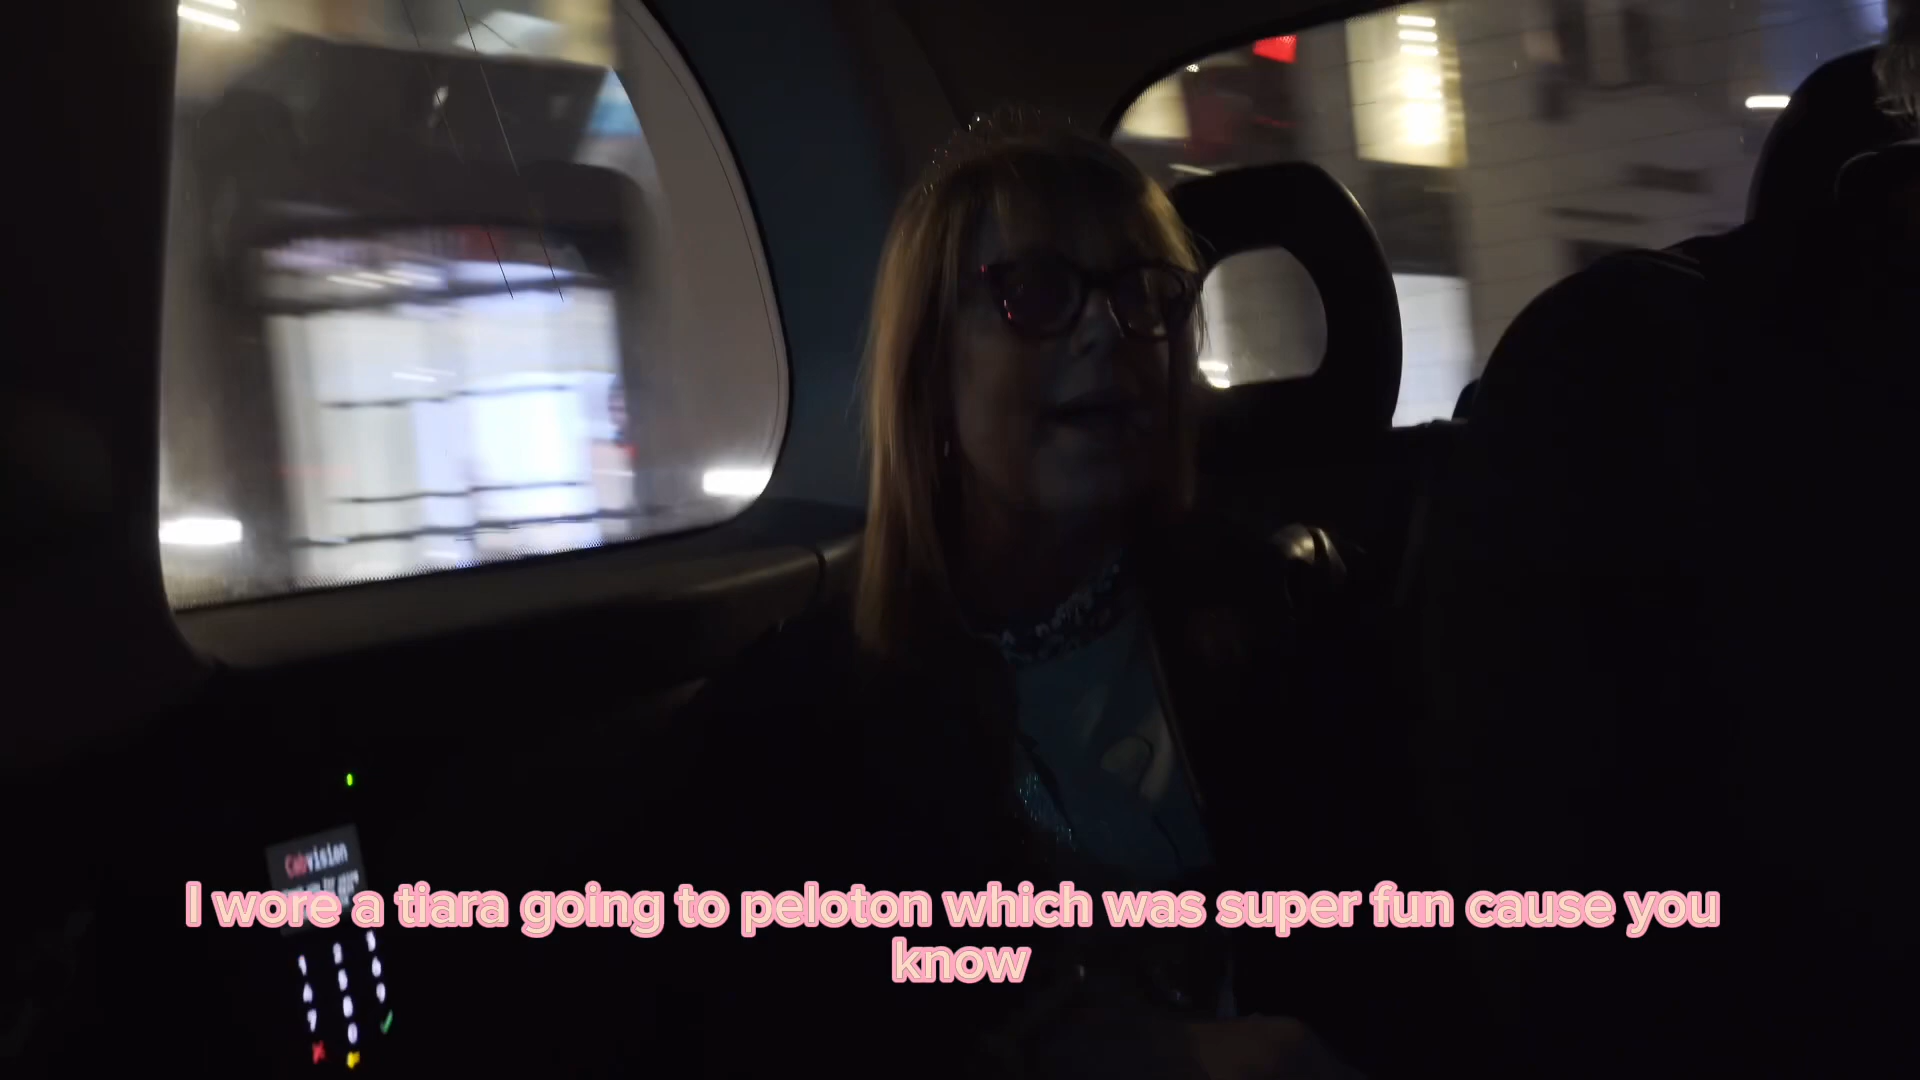 Cabvision
I wore a tiara going to peloton which was super fun cause you
know